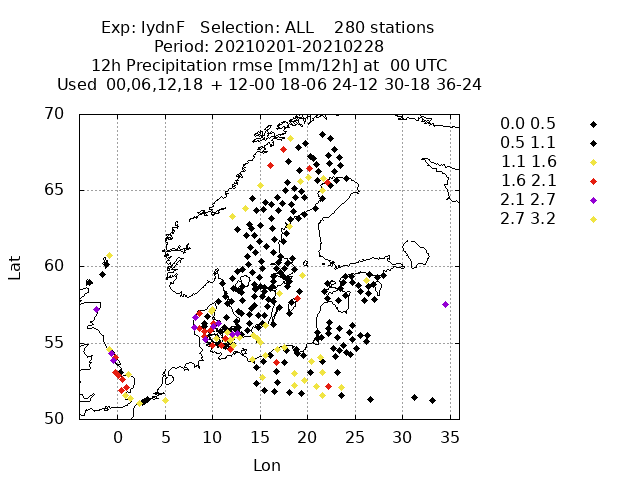 Exp: IydnF Selection: ALL 280 stations
Period: 20210201-20210228
12h Precipitation rmse [mm/12h] at 00 UTC
Used 00,06,12,18 + 12-00 18-06 24-12 30-18 36-24
70
65
60
55
50
Lat
0 5 10 15 20 25 30 35
Lon
0.0 0.5
0.5 1.1
1.1 1.6
1.6 2.1
2.1 2.7
2.7 3.2